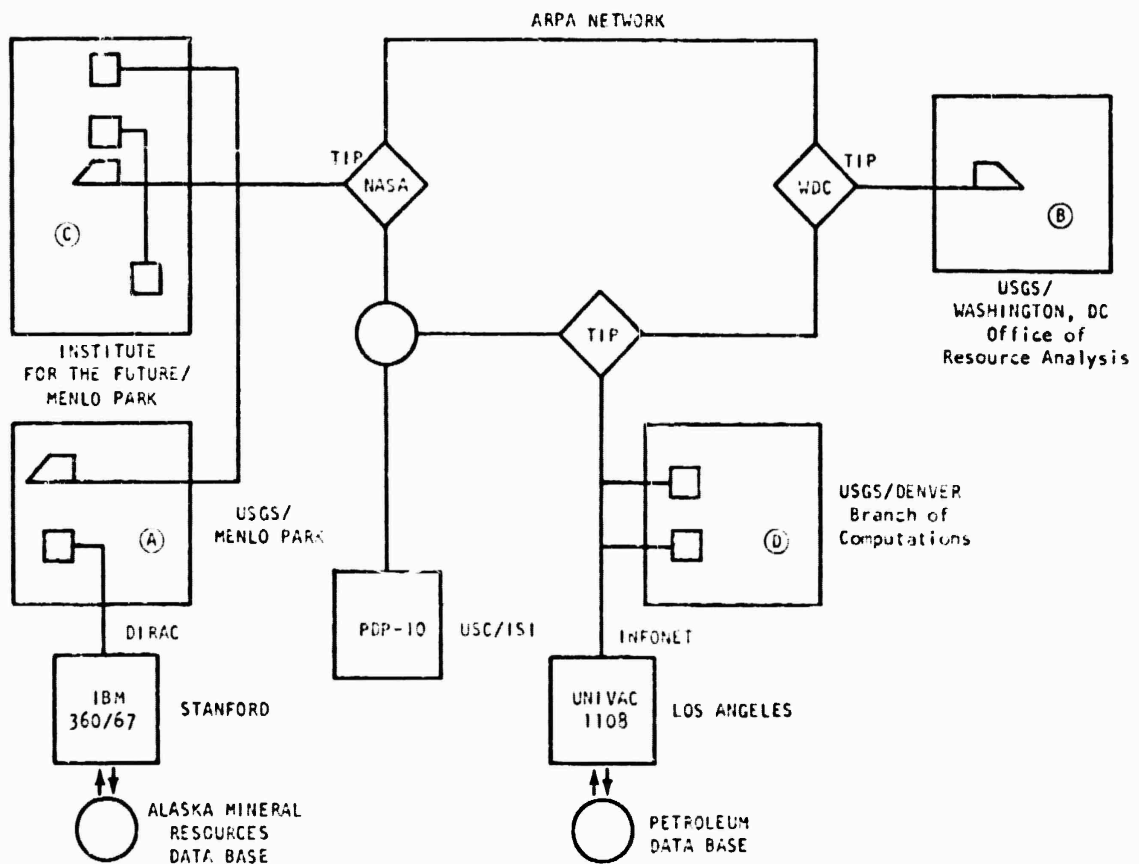 ARPA NETWORK
TIP
NASA
TIP
WDC
C
B
USGS/
WASHINGTON, DC
Office of
Resource Analysis
TIP
INSTITUTE
FOR THE FUTURE/
MENLO PARK
USGS/
MENLO PARK
A
USGS/DENVER
Branch of
Computations
D
DIRAC
PDP-10
USC/ISI
INFONET
IBM
360/67
STANFORD
UNIVAC
1108
LOS ANGELES
ALASKA MINERAL
RESOURCES
DATA BASE
PETROLEUM
DATA BASE